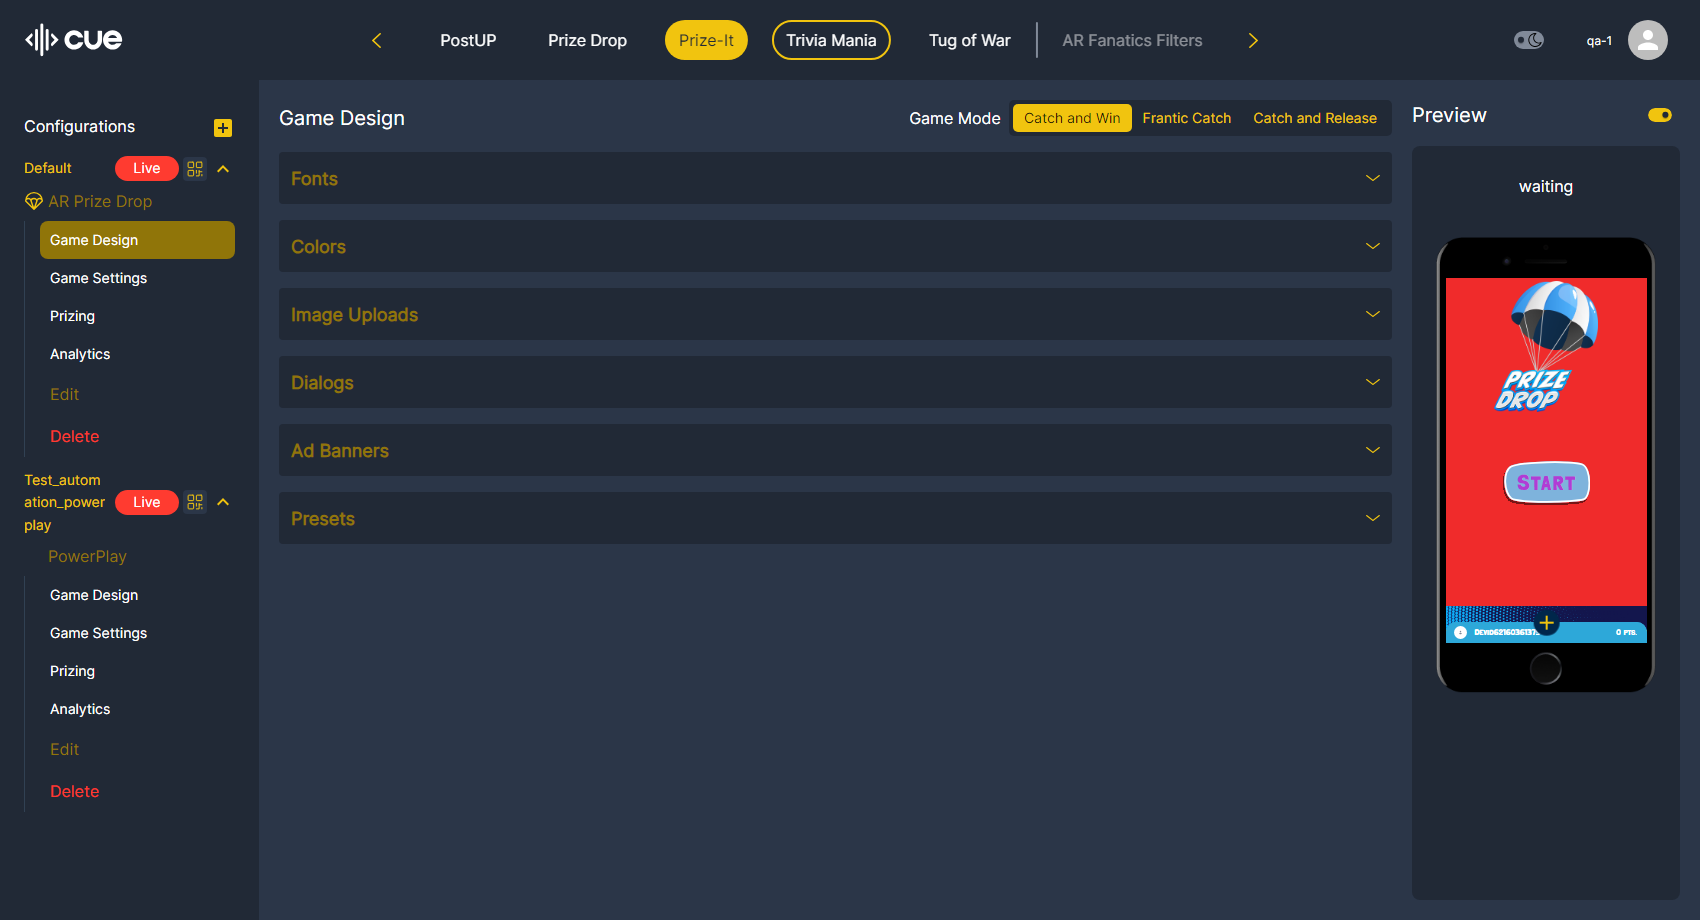 cue
PostUP
Prize Drop
Prize-It
Trivia Mania
Tug of War
AR Fanatics Filters
qa-1
Configurations
Default
Live
AR Prize Drop
Game Design
Game Settings
Prizing
Analytics
Edit
Delete
Test_autom
ation_power
play
Live
PowerPlay
Game Design
Game Settings
Prizing
Analytics
Edit
Delete
Game Design
Game Mode
Catch and Win
Frantic Catch
Catch and Release
Fonts
Colors
Image Uploads
Dialogs
Ad Banners
Presets
Preview
waiting
PRIZE
DROP
START
0 PTS.